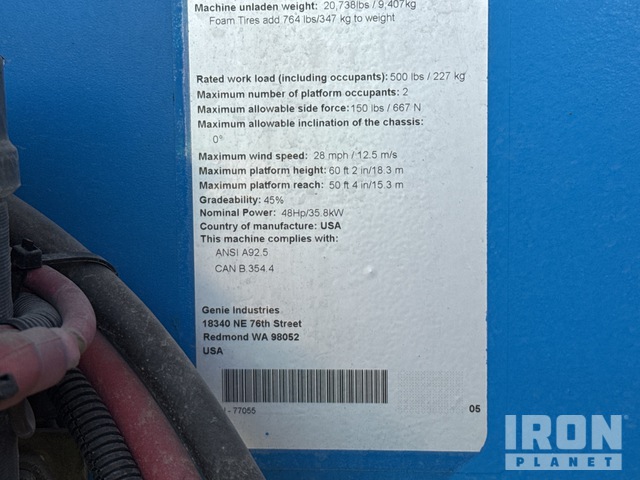 Machine unladen weight: 20,738lbs / 9,407kg
Foam Tires add 764 lbs/347 kg to weight
Rated work load (including occupants): 500 lbs / 227 kg
Maximum number of platform occupants: 2
Maximum allowable side force: 150 lbs / 667 N
Maximum allowable inclination of the chassis:
0°
Maximum wind speed: 28 mph / 12.5 m/s
Maximum platform height: 60 ft 2 in/18.3 m
Maximum platform reach: 50 ft 4 in/15.3 m
Gradeability: 45%
Nominal Power: 48Hp/35.8kW
Country of manufacture: USA
This machine complies with:
ANSI A92.5
CAN B.354.4
Genie Industries
18340 NE 76th Street
Redmond WA 98052
USA
- 77055
05
IRON
PLANET